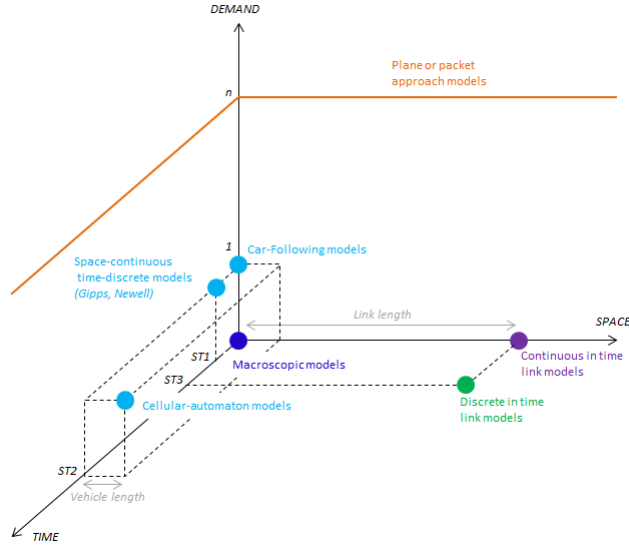 DEMAND
Plane or packet
approach models
n
1
Car-Following models
Space-continuous
time-discrete models
(Gipps, Newell)
Link length
SPACE
ST1
Macroscopic models
Continuous in time
link models
ST3
Cellular-automaton models
Discrete in time
link models
ST2
Vehicle length
TIME